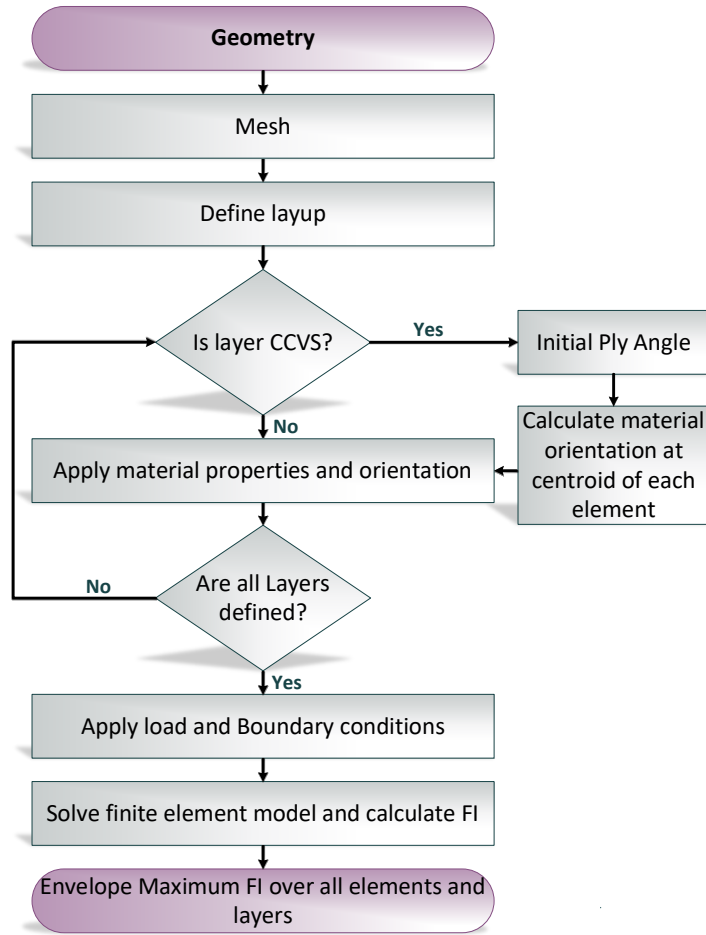 Geometry
Mesh
Define layup
Is layer CCVS?
Yes
Initial Ply Angle
No
Calculate material
orientation at
centroid of each
element
Apply material properties and orientation
No
Are all Layers
defined?
Yes
Apply load and Boundary conditions
Solve finite element model and calculate FI
Envelope Maximum FI over all elements and
layers